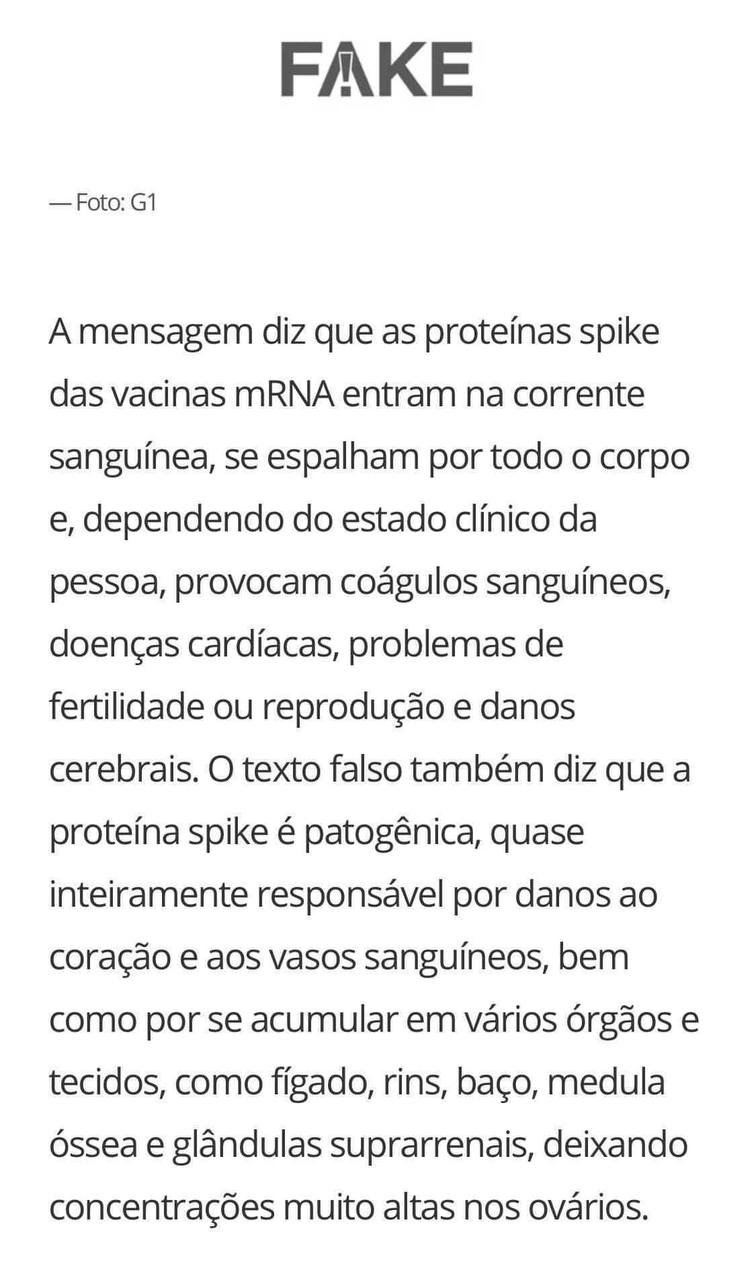 FAKE
— Foto: G1
A mensagem diz que as proteínas spike
das vacinas mRNA entram na corrente
sanguínea, se espalham por todo o corpo
e, dependendo do estado clínico da
pessoa, provocam coágulos sanguíneos,
doenças cardíacas, problemas de
fertilidade ou reprodução e danos
cerebrais. O texto falso também diz que a
proteína spike é patogênica, quase
inteiramente responsável por danos ao
coração e aos vasos sanguíneos, bem
como por se acumular em vários órgãos e
tecidos, como fígado, rins, baço, medula
óssea e glândulas suprarrenais, deixando
concentrações muito altas nos ovários.